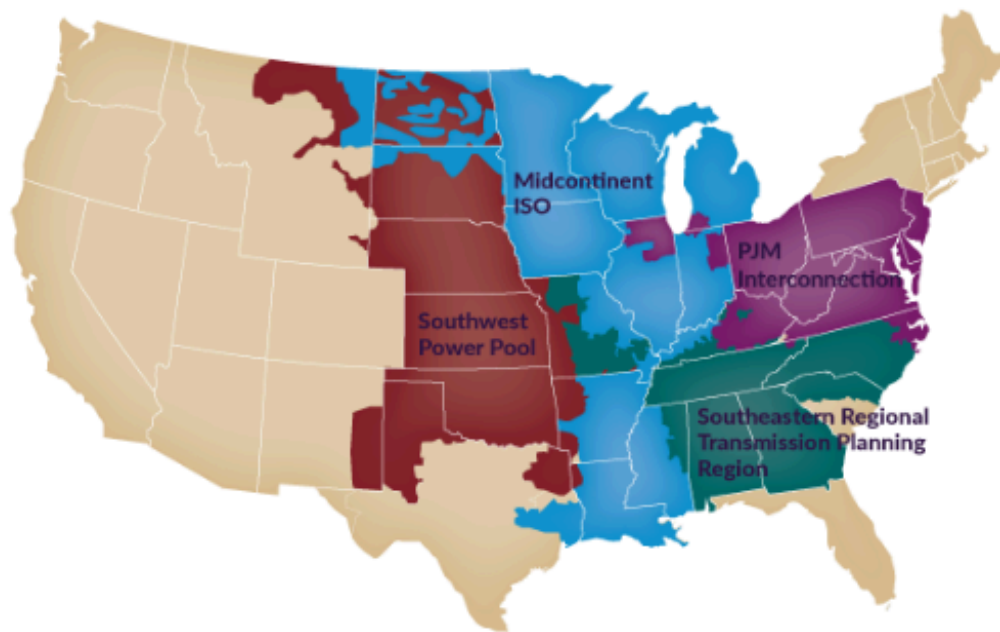 Midcontinent
ISO
PJM
Interconnection
Southwest
Power Pool
Southeastern Regional
Transmission Planning
Region